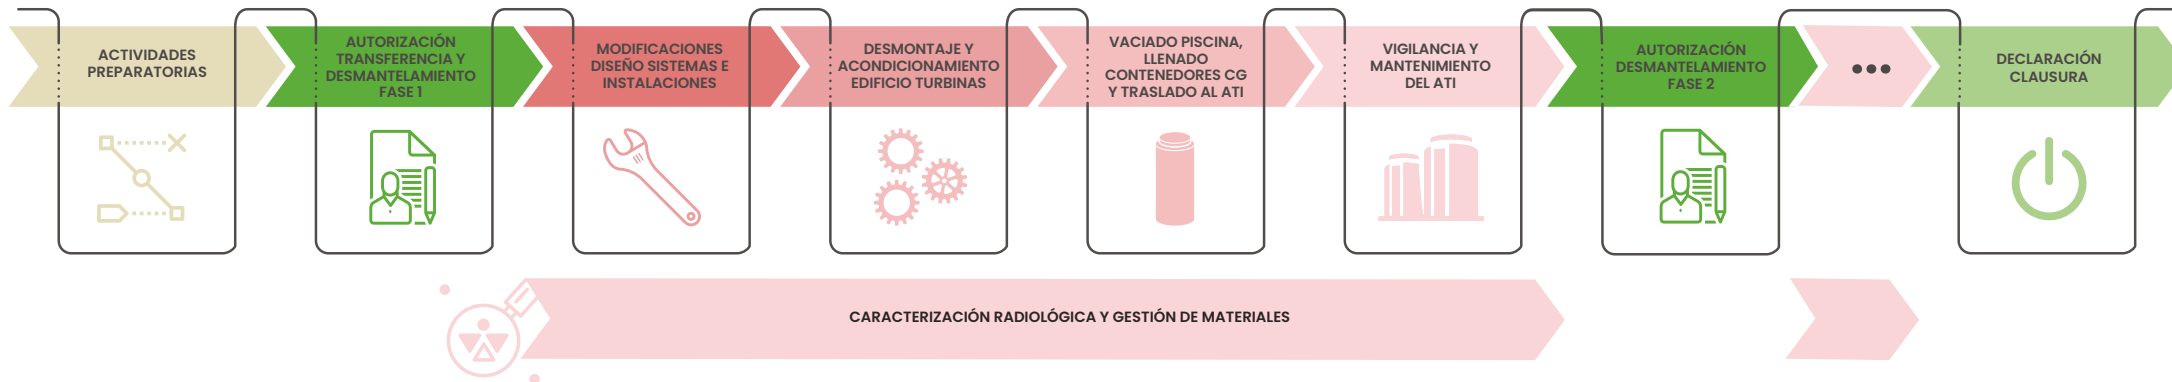 ACTIVIDADES
PREPARATORIAS
AUTORIZACIÓN
TRANSFERENCIA Y
DESMANTELAMIENTO
FASE 1
MODIFICACIONES
DISEÑO SISTEMAS E
INSTALACIONES
DESMONTAJE Y
ACONDICIONAMIENTO
EDIFICIO TURBINAS
VACIADO PISCINA,
LLENADO
CONTENEDORES CG
Y TRASLADO AL ATI
VIGILANCIA Y
MANTENIMIENTO
DEL ATI
AUTORIZACIÓN
DESMANTELAMIENTO
FASE 2
...
DECLARACIÓN
CLAUSURA
CARACTERIZACIÓN RADIOLÓGICA Y GESTIÓN DE MATERIALES